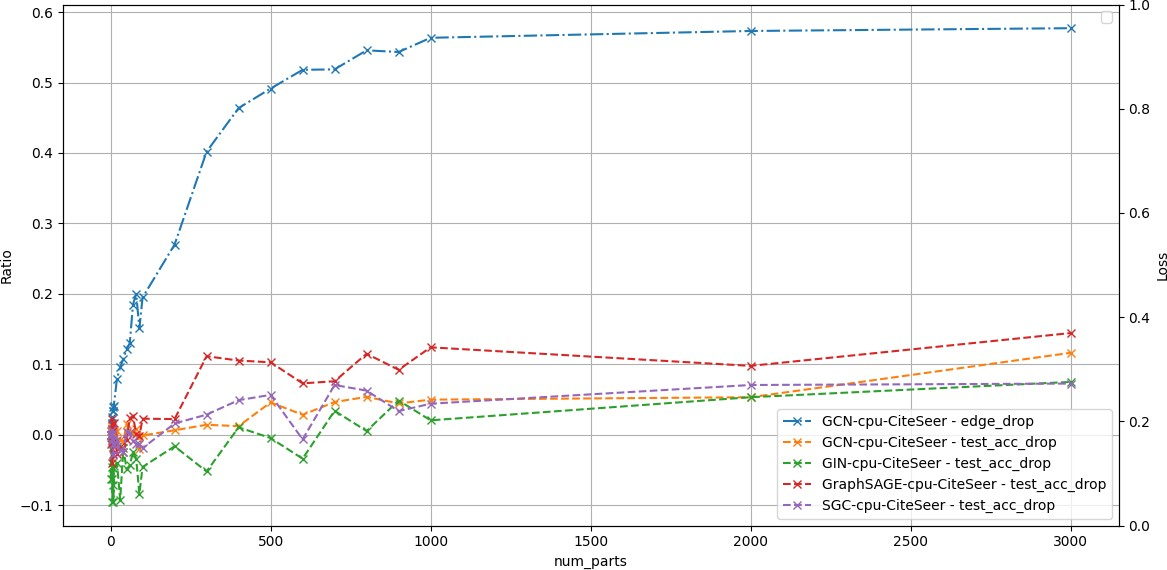 0.6
0.5
0.4
0.3
0.2
0.1
0.0
−0.1
Ratio
1.0
0.8
0.6
0.4
0.2
0.0
Loss
GCN-cpu-CiteSeer - edge_drop
GCN-cpu-CiteSeer - test_acc_drop
GIN-cpu-CiteSeer - test_acc_drop
GraphSAGE-cpu-CiteSeer - test_acc_drop
SGC-cpu-CiteSeer - test_acc_drop
0 500 1000 1500 2000 2500 3000
num_parts